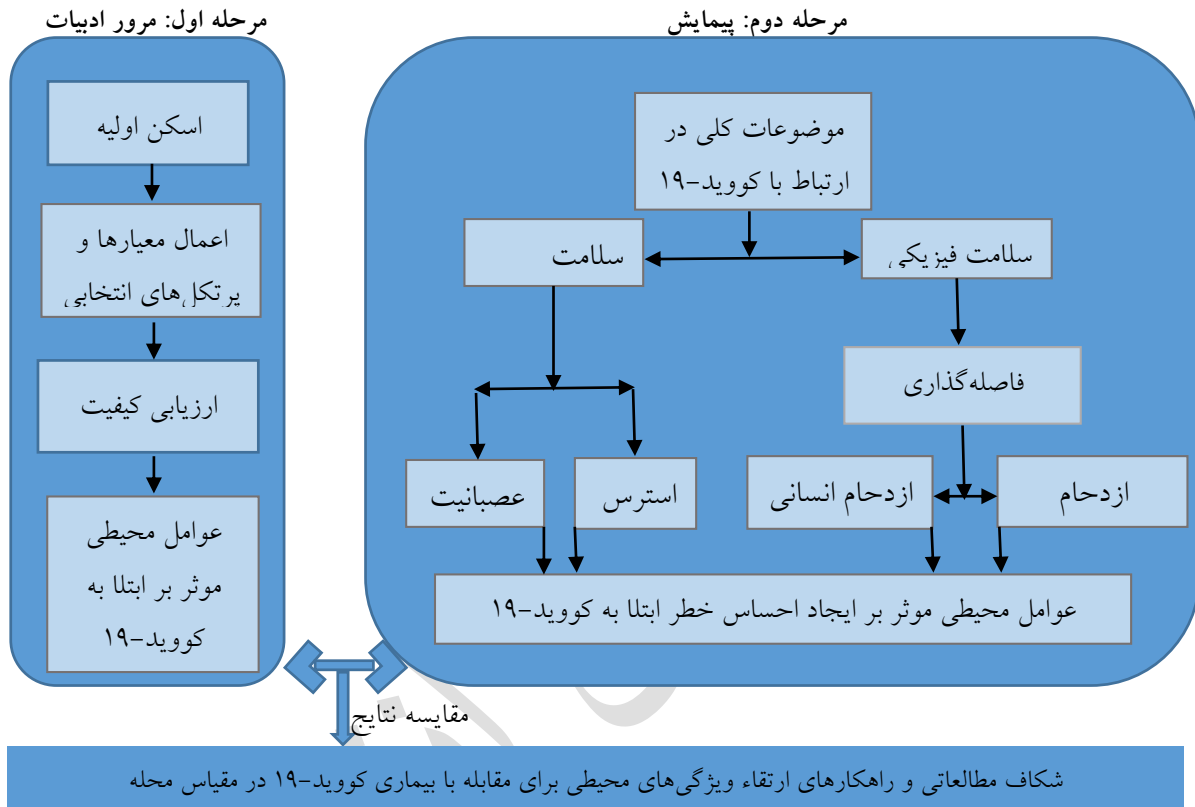 مرحله اول: مرور ادبیات
اسکن اولیه
اعمال معیارها و
پرتکل‌های انتخابی
ارزیابی کیفیت
عوامل محیطی
موثر بر ابتلا به
کووید-۱۹
مرحله دوم: پیمایش
موضوعات کلی در
ارتباط با کووید-۱۹
سلامت فیزیکی
سلامت
فاصله‌گذاری
ازدحام
ازدحام انسانی
استرس
عصبانیت
عوامل محیطی موثر بر ایجاد احساس خطر ابتلا به کووید-۱۹
مقایسه نتایج
شکاف مطالعاتی و راهکارهای ارتقاء ویژگی‌های محیطی برای مقابله با بیماری کووید-۱۹ در مقیاس محله